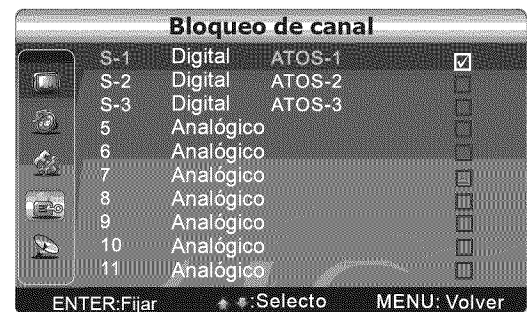 Bloqueo de canal
S-1 Digital ATOS-1
S-2 Digital ATOS-2
S-3 Digital ATOS-3
5 Analógico
6 Analógico
7 Analógico
8 Analógico
9 Analógico
10 Analógico
11 Analógico
ENTER:Fijar :Selecto MENU: Volver